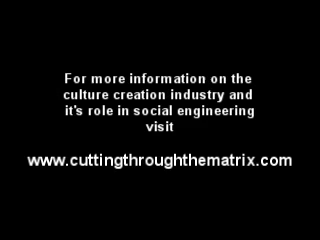 For more information on the
culture creation industry and
it's role in social engineering
visit
www.cuttingthroughthematrix.com